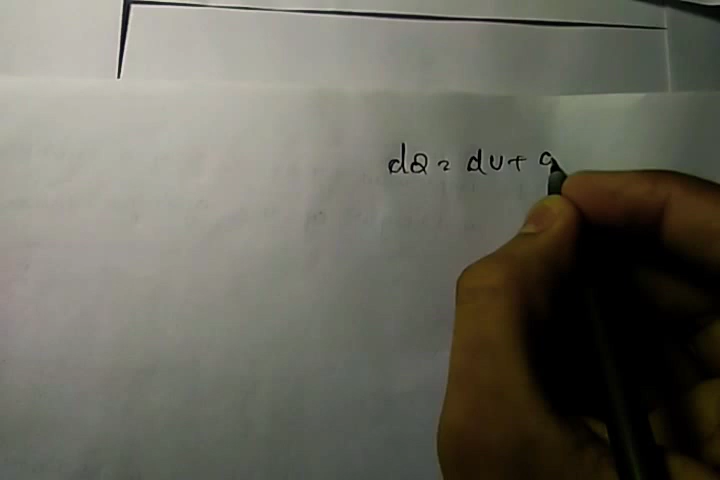 dQ = dU +